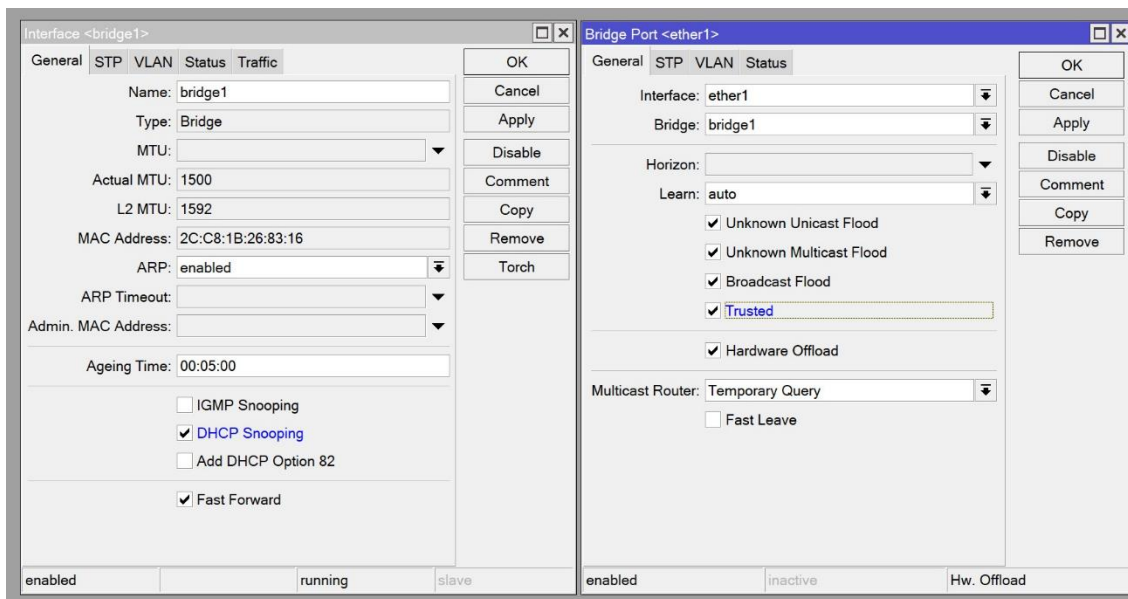 Interface <bridge1>
General STP VLAN Status Traffic
Name: bridge1
Type: Bridge
MTU:
Actual MTU: 1500
L2 MTU: 1592
MAC Address: 2C:C8:1B:26:83:16
ARP: enabled
ARP Timeout:
Admin. MAC Address:
Ageing Time: 00:05:00
IGMP Snooping
DHCP Snooping
Add DHCP Option 82
Fast Forward
OK
Cancel
Apply
Disable
Comment
Copy
Remove
Torch
enabled running slave
Bridge Port <ether1>
General STP VLAN Status
Interface: ether1
Bridge: bridge1
Horizon:
Learn: auto
Unknown Unicast Flood
Unknown Multicast Flood
Broadcast Flood
Trusted
Hardware Offload
Multicast Router: Temporary Query
Fast Leave
OK
Cancel
Apply
Disable
Comment
Copy
Remove
enabled inactive Hw. Offload